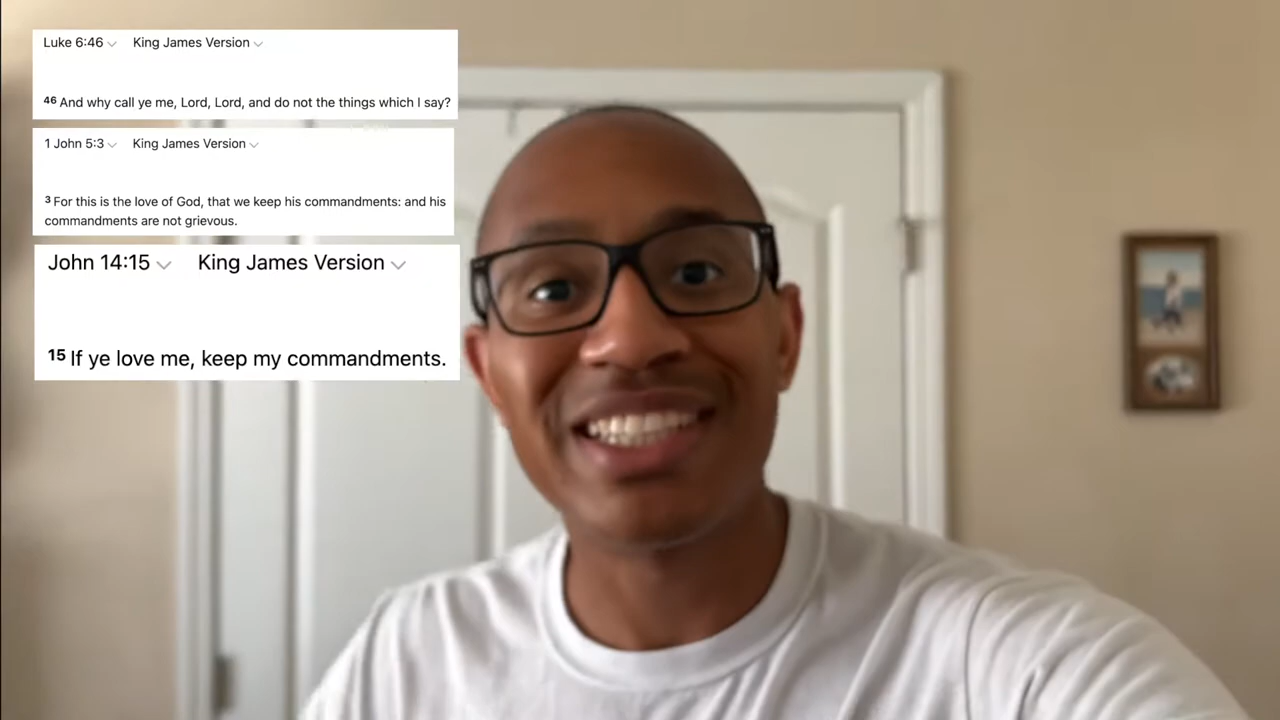 Luke 6:46 King James Version
46 And why call ye me, Lord, Lord, and do not the things which I say?
1 John 5:3 King James Version
3 For this is the love of God, that we keep his commandments: and his
commandments are not grievous.
John 14:15 King James Version
15 If ye love me, keep my commandments.